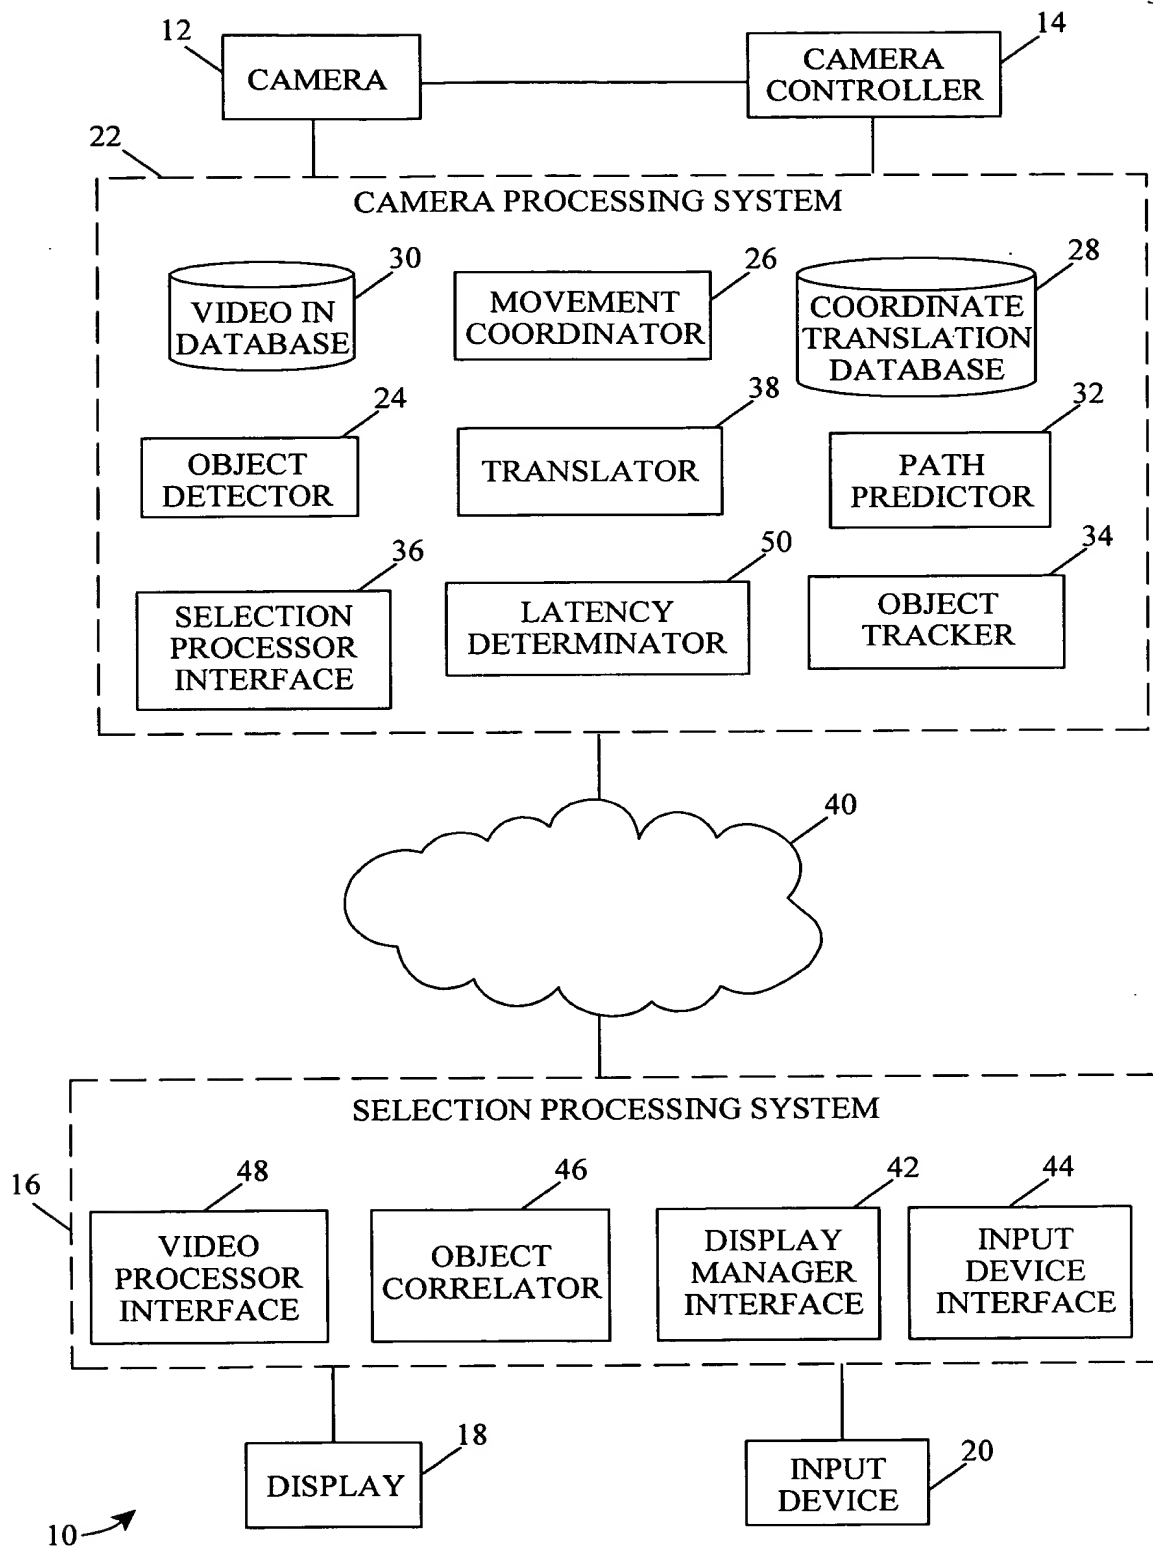 12
CAMERA
CAMERA
CONTROLLER
14
22
CAMERA PROCESSING SYSTEM
VIDEO IN
DATABASE
30
MOVEMENT
COORDINATOR
26
COORDINATE
TRANSLATION
DATABASE
28
OBJECT
DETECTOR
24
TRANSLATOR
38
PATH
PREDICTOR
32
SELECTION
PROCESSOR
INTERFACE
36
LATENCY
DETERMINATOR
50
OBJECT
TRACKER
34
40
SELECTION PROCESSING SYSTEM
16
VIDEO
PROCESSOR
INTERFACE
48
OBJECT
CORRELATOR
46
DISPLAY
MANAGER
INTERFACE
42
INPUT
DEVICE
INTERFACE
44
DISPLAY
18
INPUT
DEVICE
20
10